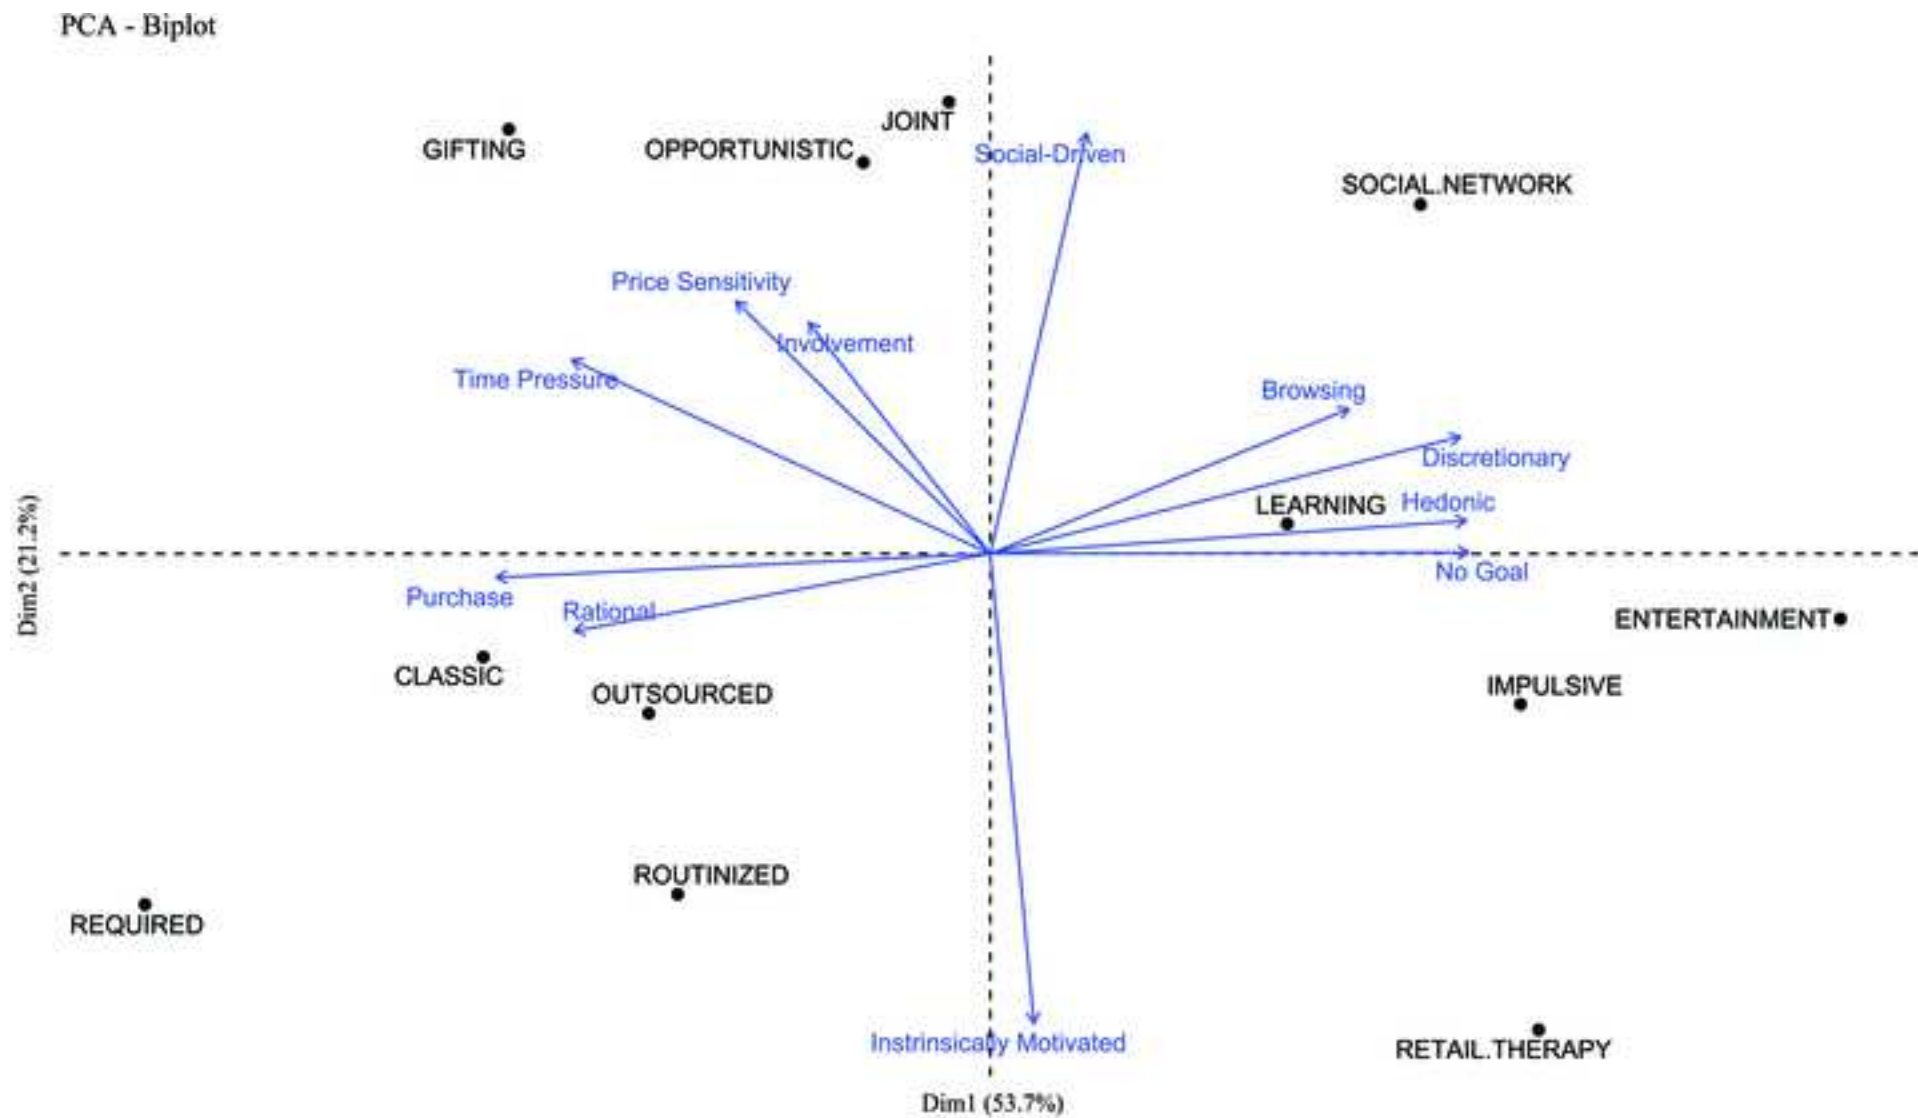 PCA - Biplot
JOINT
GIFTING
OPPORTUNISTIC
Social-Driven
SOCIAL.NETWORK
Price Sensitivity
Involvement
Time Pressure
Browsing
Discretionary
LEARNING
Hedonic
No Goal
Purchase
Rational
ENTERTAINMENT
CLASSIC
OUTSOURCED
IMPULSIVE
ROUTINIZED
REQUIRED
Instrinsically Motivated
RETAIL.THERAPY
Dim2 (21.2%)
Dim1 (53.7%)